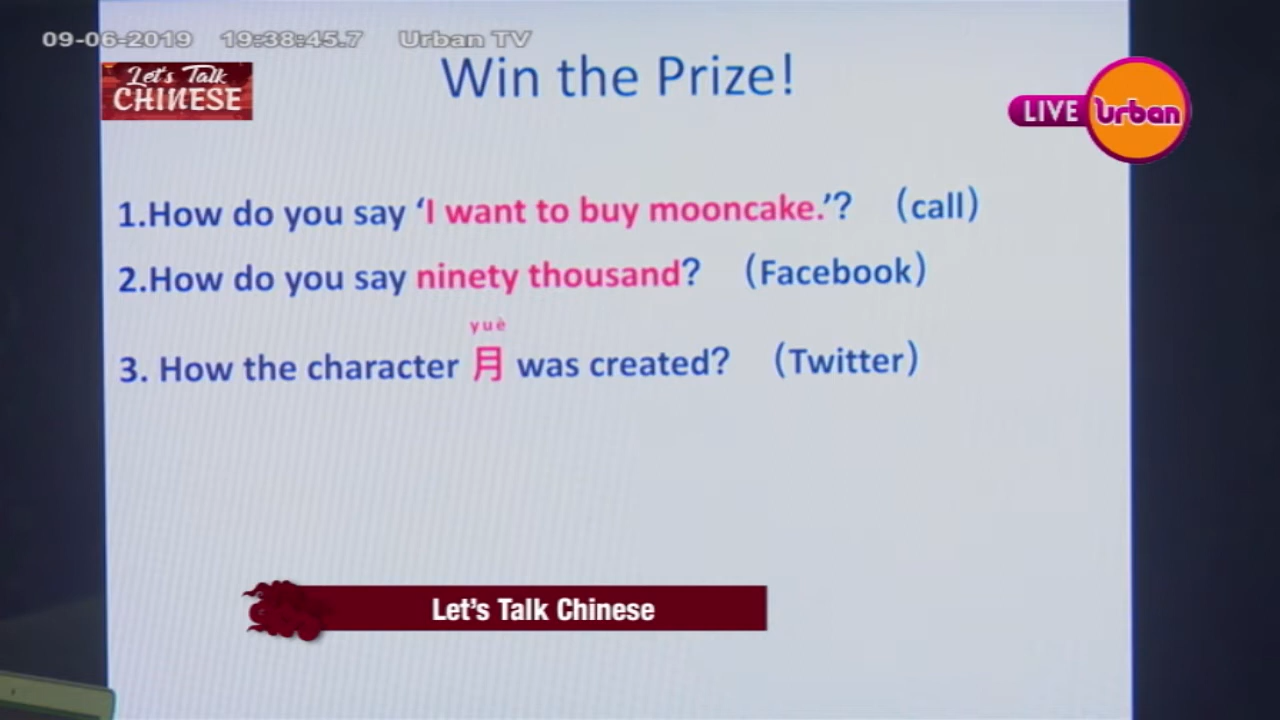 09-06-2019 19:38:45.7 Urban TV
Let's Talk
CHINESE
Win the Prize!
LIVE urban
1.How do you say ‘I want to buy mooncake.’? (call)
2.How do you say ninety thousand? (Facebook)
yuè
3. How the character 月 was created? (Twitter)
Let's Talk Chinese